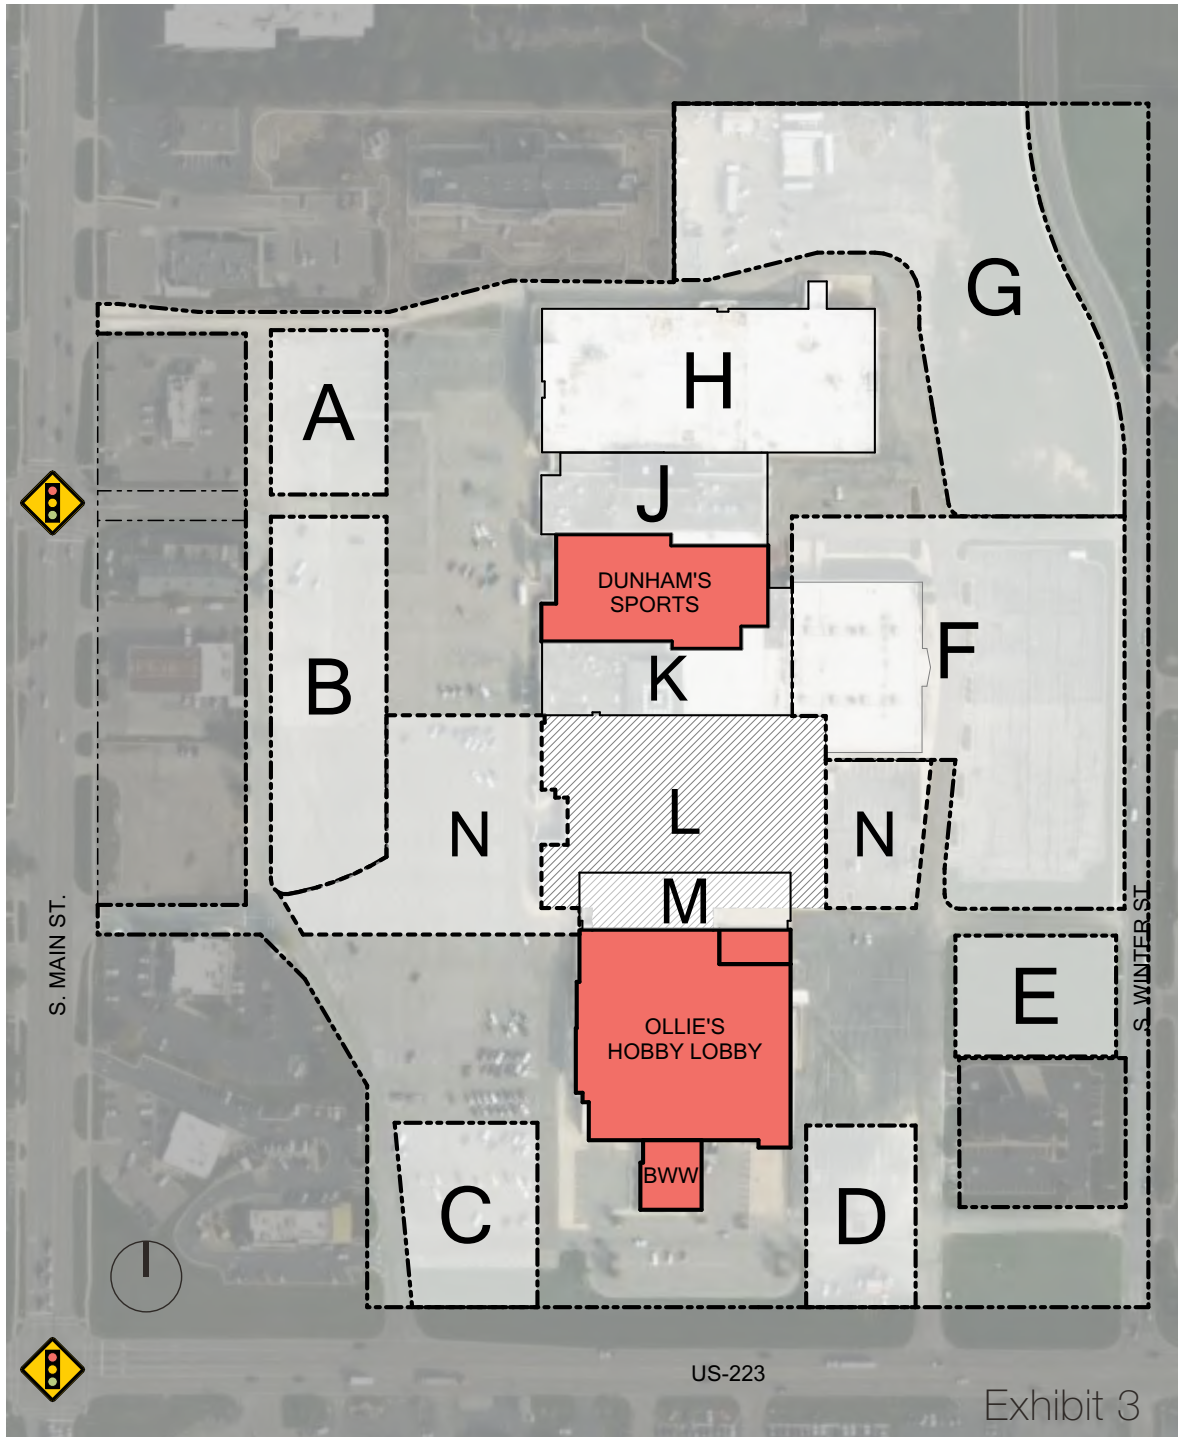 G
H
A
J
DUNHAM'S
SPORTS
F
K
B
L
N
N
M
S. MAIN ST.
S. WINTER ST
E
OLLIE'S
HOBBY LOBBY
BWW
C
D
US-223
Exhibit 3